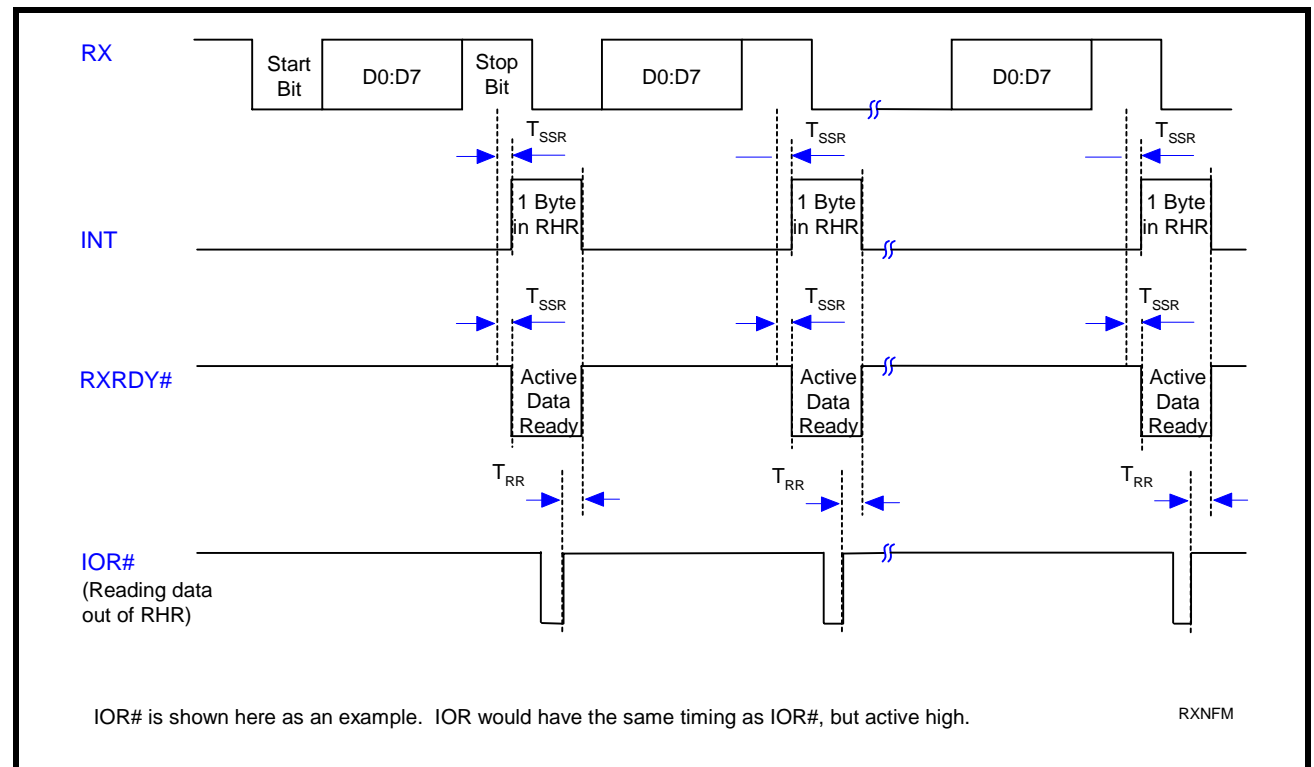 RX
Start
Bit
D0:D7
Stop
Bit
D0:D7
D0:D7
TSSR
TSSR
TSSR
INT
1 Byte
in RHR
1 Byte
in RHR
1 Byte
in RHR
TSSR
TSSR
TSSR
RXRDY#
Active
Data
Ready
Active
Data
Ready
Active
Data
Ready
TRR
TRR
TRR
IOR#
(Reading data
out of RHR)
IOR# is shown here as an example. IOR would have the same timing as IOR#, but active high.
RXNFM